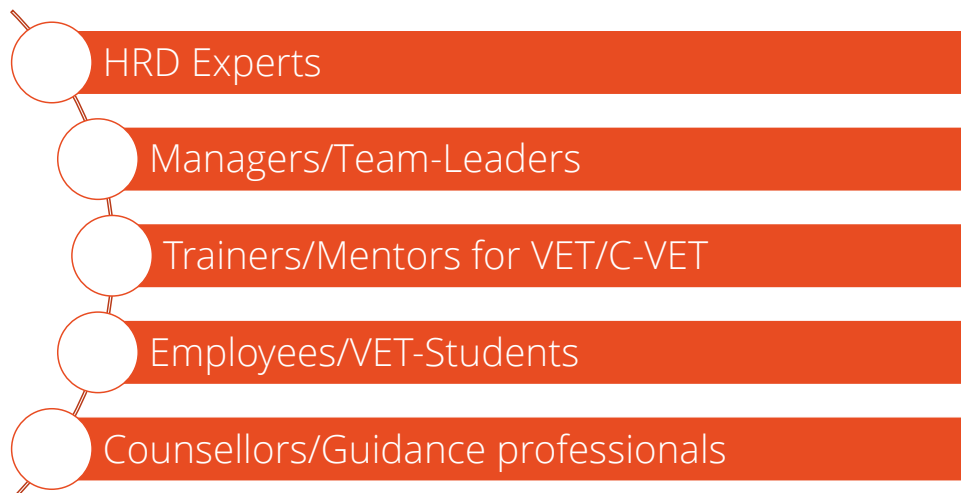 HRD Experts
Managers/Team-Leaders
Trainers/Mentors for VET/C-VET
Employees/VET-Students
Counsellors/Guidance professionals